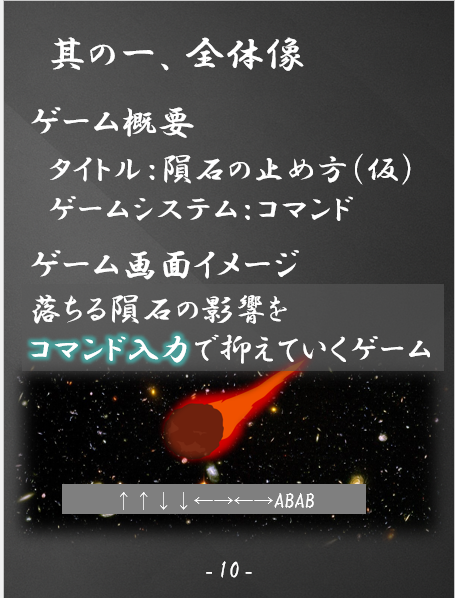 其の一、全体像
ゲーム概要
タイトル：隕石の止め方（仮）
ゲームシステム：コマンド
ゲーム画面イメージ
落ちる隕石の影響を
コマンド入力で抑えていくゲーム
↑↑↓↓←→←→ABAB
- 10 -